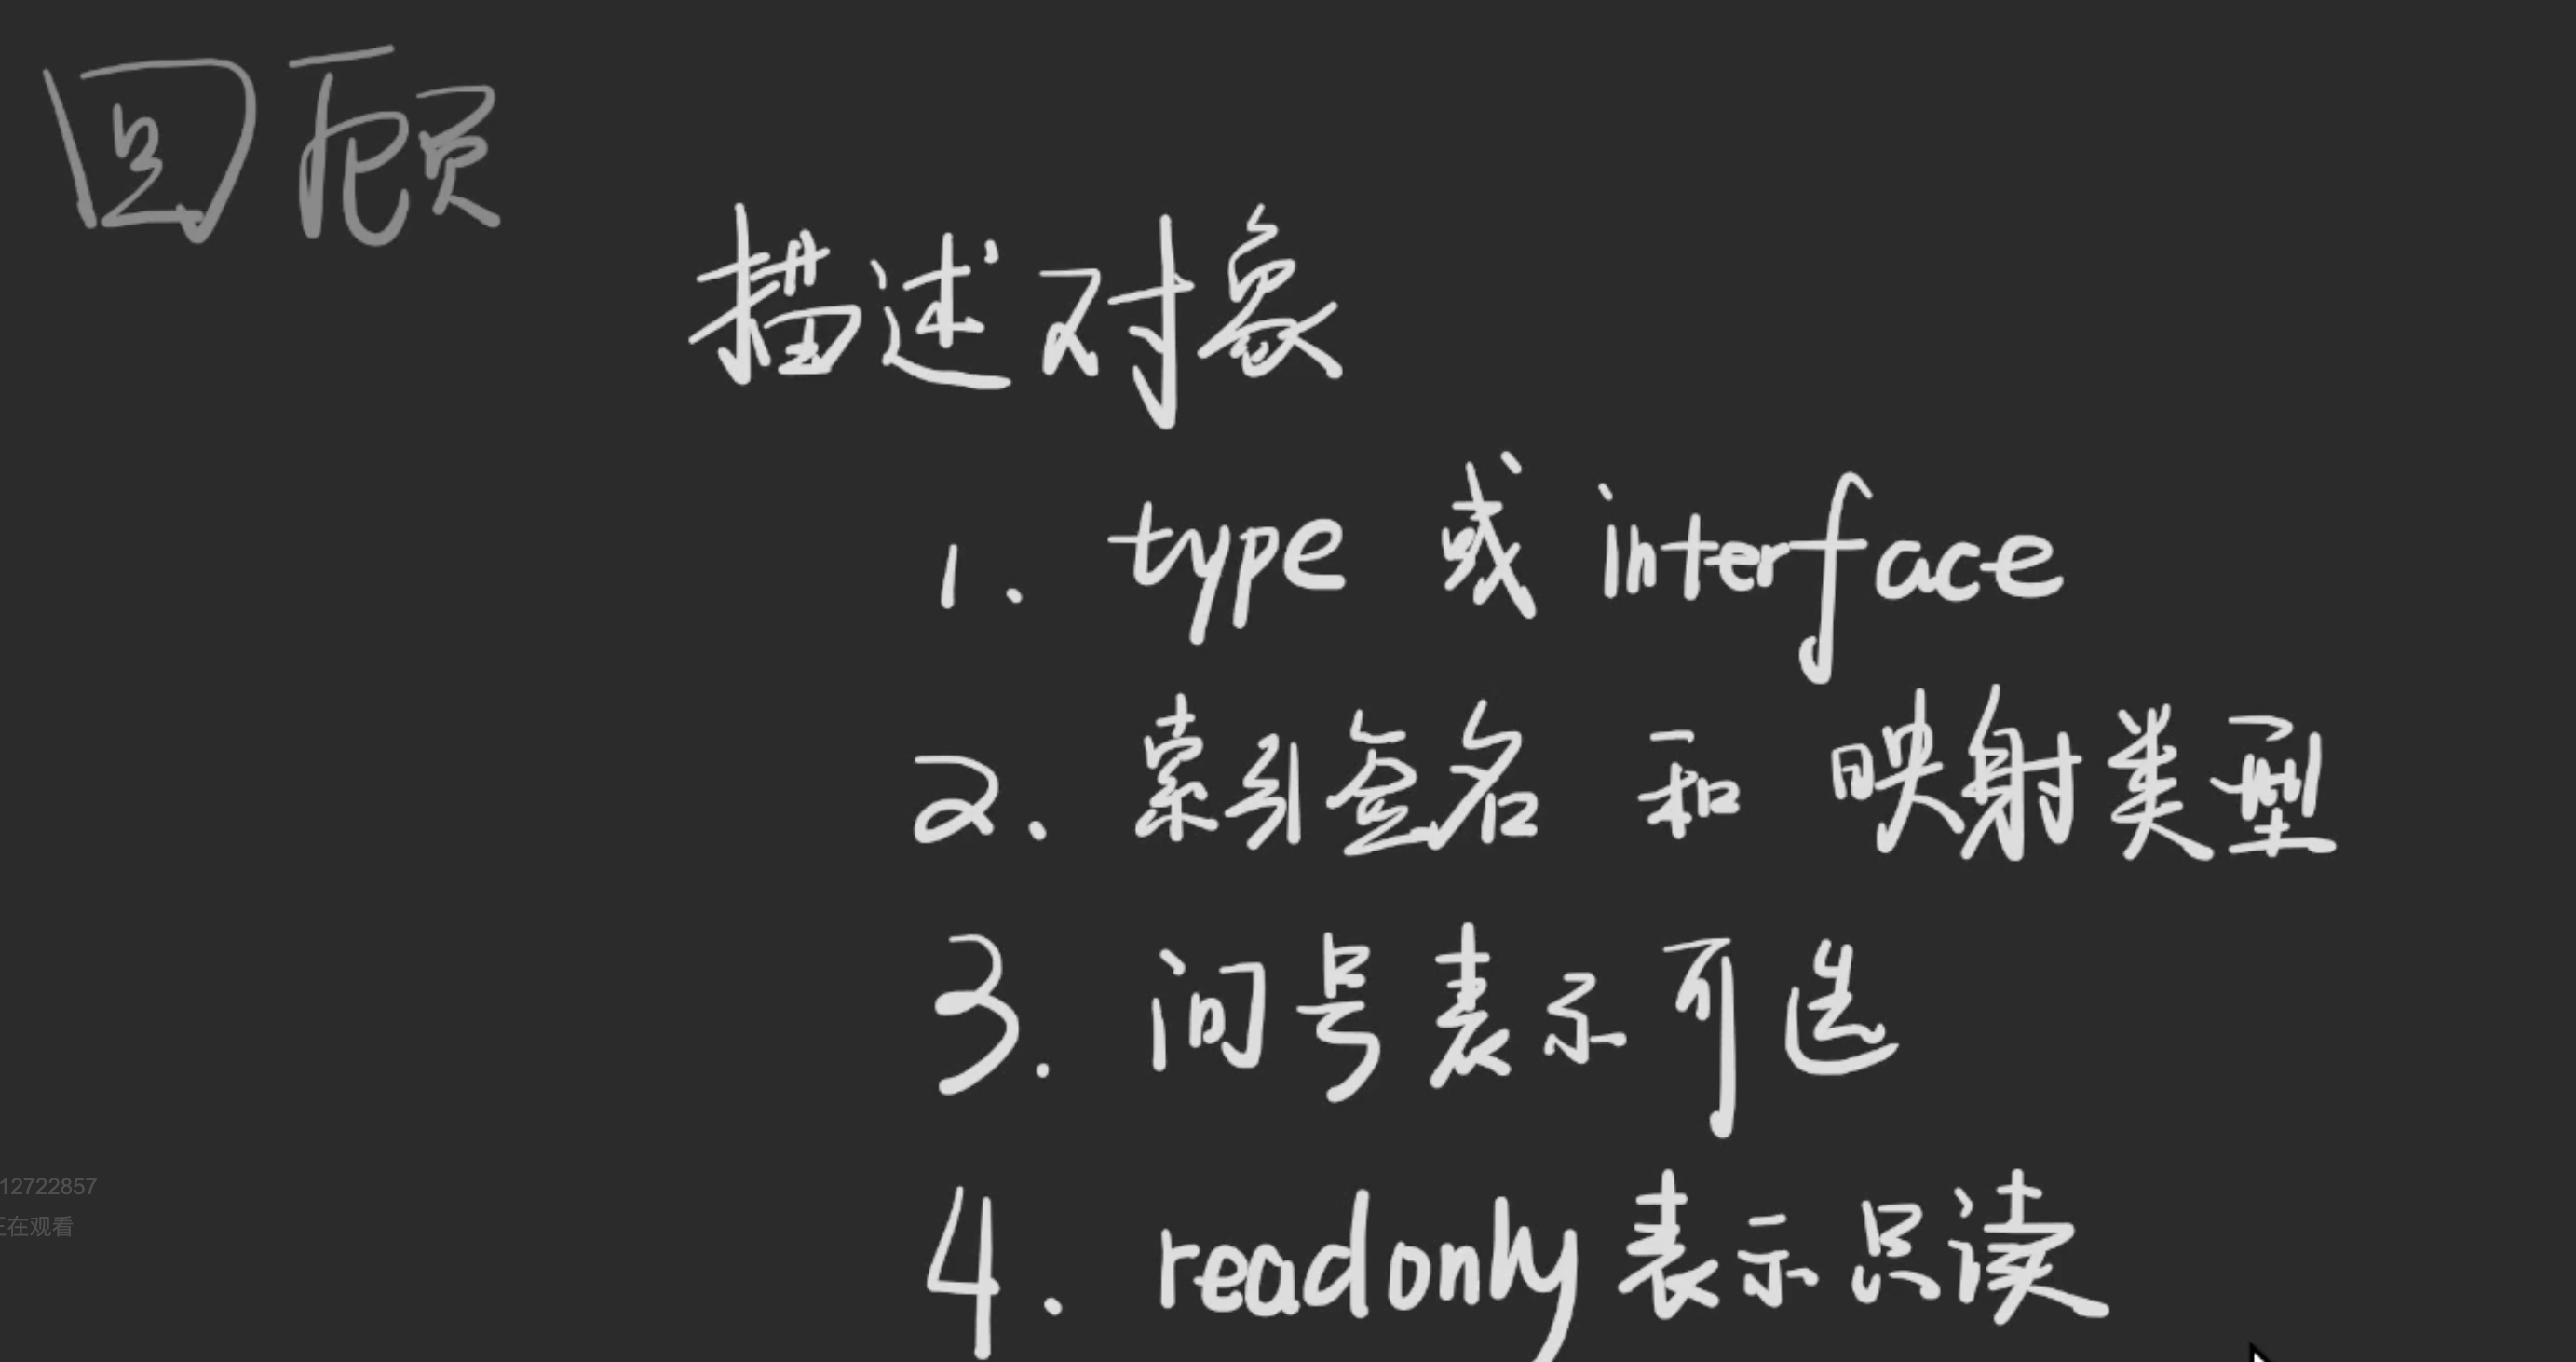 回顾
描述对象
1. type 或 interface
2. 索引签名 和 映射类型
3. 问号表示可选
12722857
正在观看
4. readonly 表示只读